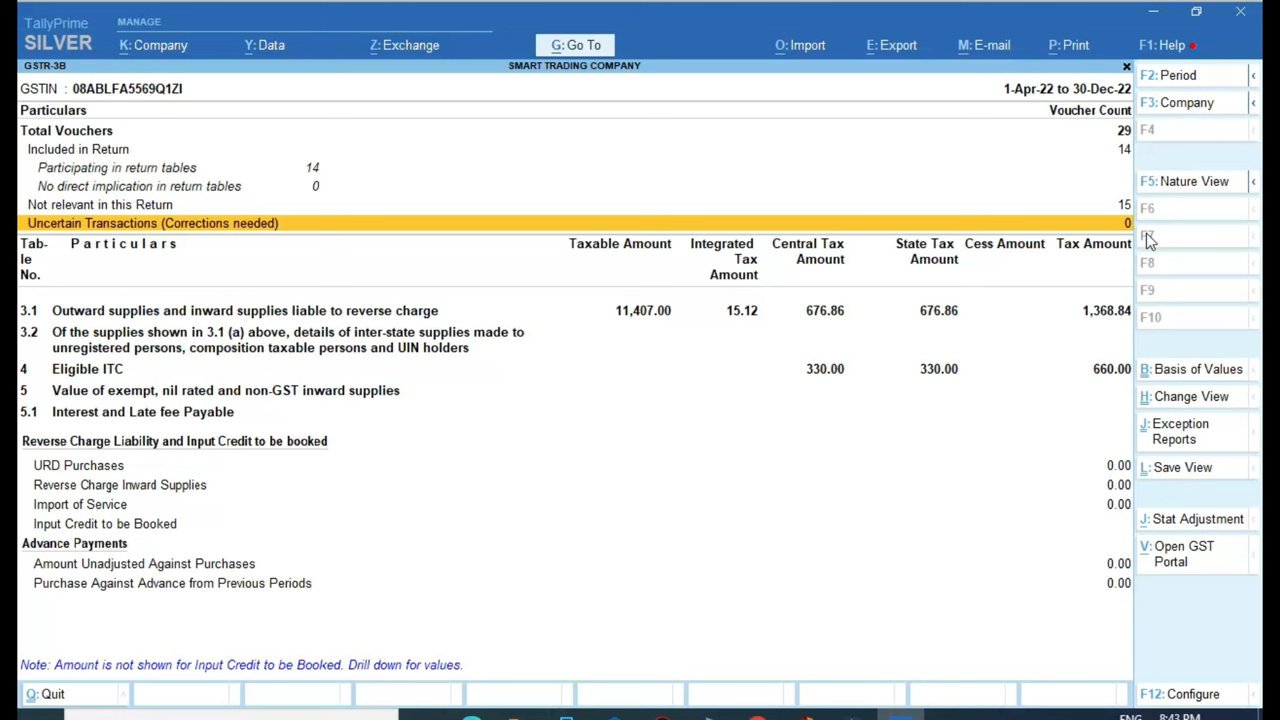 TallyPrime
SILVER
MANAGE
K: Company
Y: Data
Z: Exchange
G: Go To
O: Import
E: Export
M: E-mail
P: Print
F1: Help
GSTR-3B
SMART TRADING COMPANY
GSTIN : 08ABLFA5569Q1ZI
1-Apr-22 to 30-Dec-22
Particulars
Voucher Count
Total Vouchers 29
Included in Return 14
Participating in return tables 14
No direct implication in return tables 0
Not relevant in this Return 15
Uncertain Transactions (Corrections needed) 0
Tab- Particulars Taxable Amount Integrated Central Tax State Tax Cess Amount Tax Amount
le Tax Amount Amount
No. Amount
3.1 Outward supplies and inward supplies liable to reverse charge 11,407.00 15.12 676.86 676.86 1,368.84
3.2 Of the supplies shown in 3.1 (a) above, details of inter-state supplies made to
unregistered persons, composition taxable persons and UIN holders
4 Eligible ITC 330.00 330.00 660.00
5 Value of exempt, nil rated and non-GST inward supplies
5.1 Interest and Late fee Payable
Reverse Charge Liability and Input Credit to be booked
URD Purchases 0.00
Reverse Charge Inward Supplies 0.00
Import of Service 0.00
Input Credit to be Booked
Advance Payments
Amount Unadjusted Against Purchases 0.00
Purchase Against Advance from Previous Periods 0.00
Note: Amount is not shown for Input Credit to be Booked. Drill down for values.
Q: Quit
F2: Period
F3: Company
F4
F5: Nature View
F6
F7
F8
F9
F10
B: Basis of Values
H: Change View
J: Exception
Reports
L: Save View
J: Stat Adjustment
V: Open GST
Portal
F12: Configure
ENG 8:43 PM